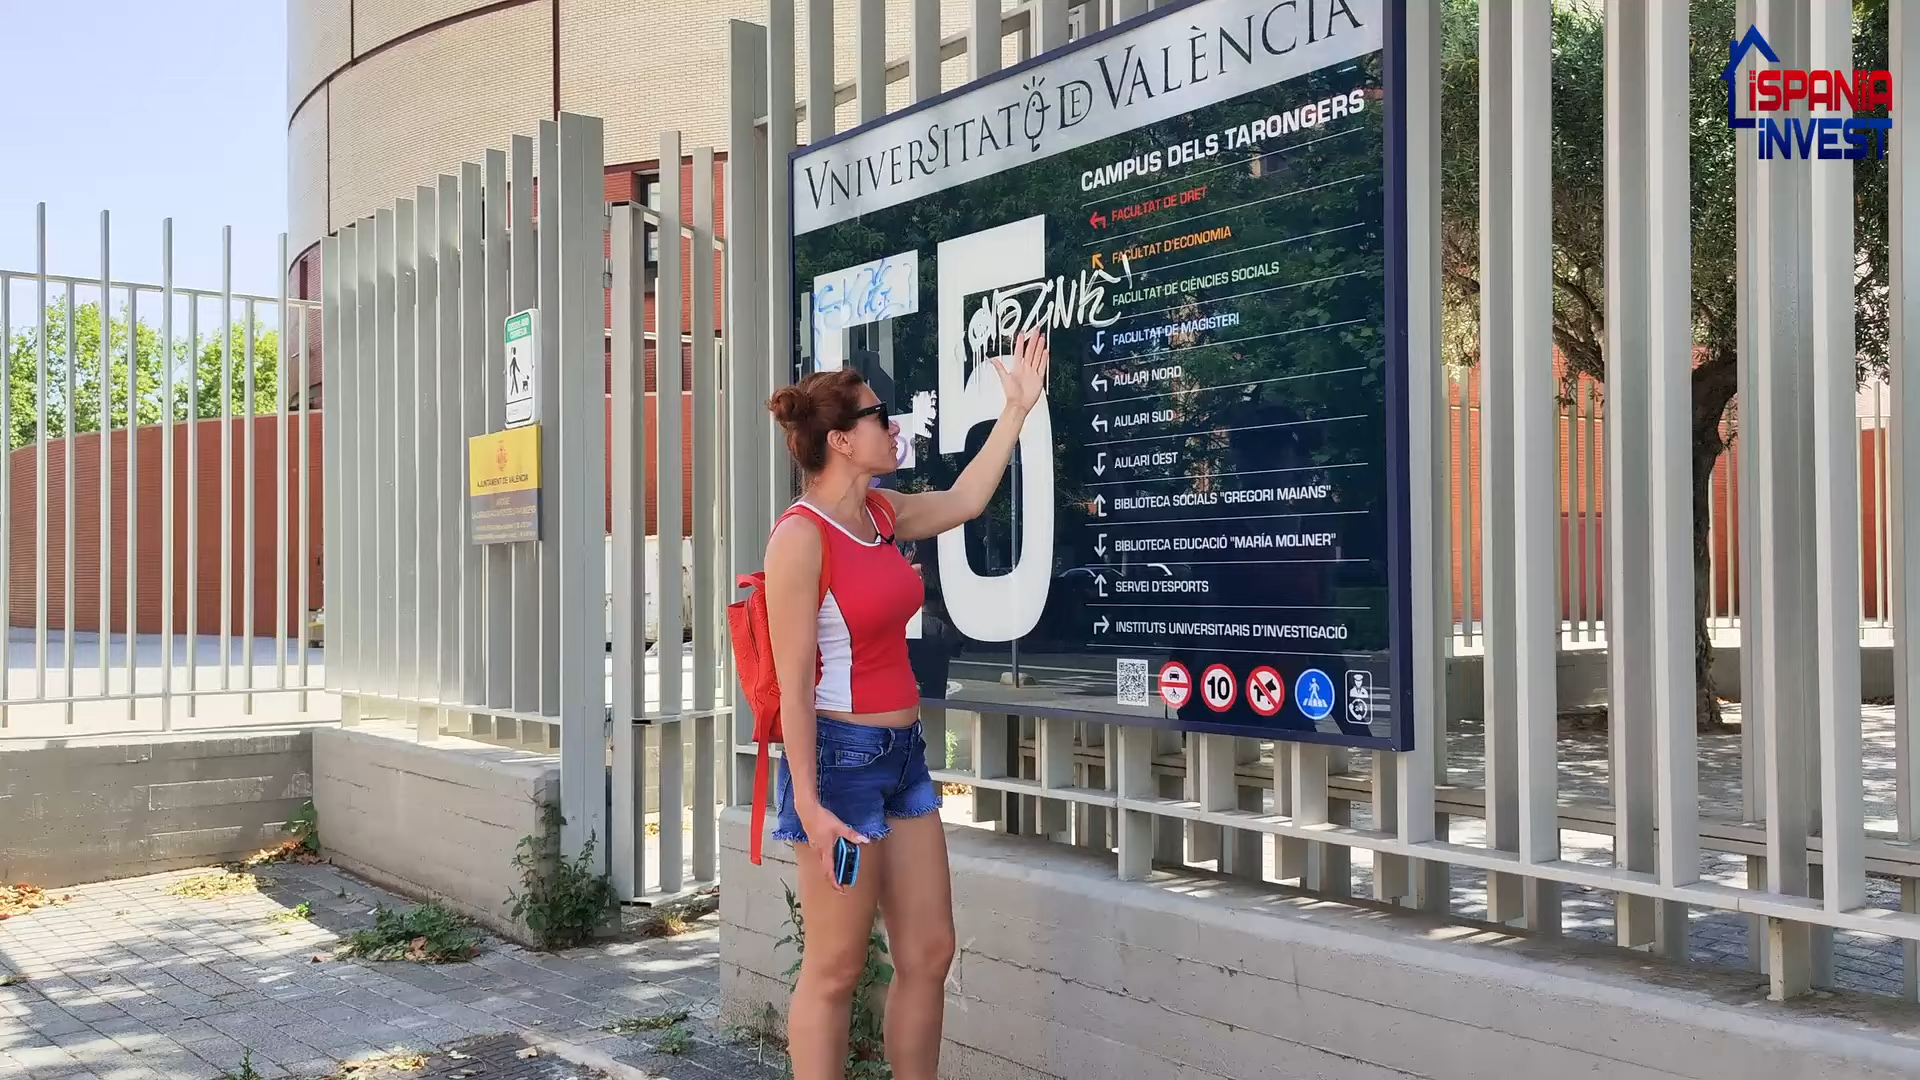 VNIVERSITAT DE VALÈNCIA
CAMPUS DELS TARONGERS
FACULTAT DE DRET
FACULTAT D'ECONOMIA
FACULTAT DE CIÈNCIES SOCIALS
FACULTAT DE MAGISTERI
AULARI NORD
AULARI SUD
AULARI OEST
BIBLIOTECA SOCIALS "GREGORI MAIANS"
BIBLIOTECA EDUCACIÓ "MARÍA MOLINER"
SERVEI D'ESPORTS
INSTITUTS UNIVERSITARIS D'INVESTIGACIÓ
5
10
24
AJUNTAMENT DE VALENCIA
iSPANiA
iNVEST